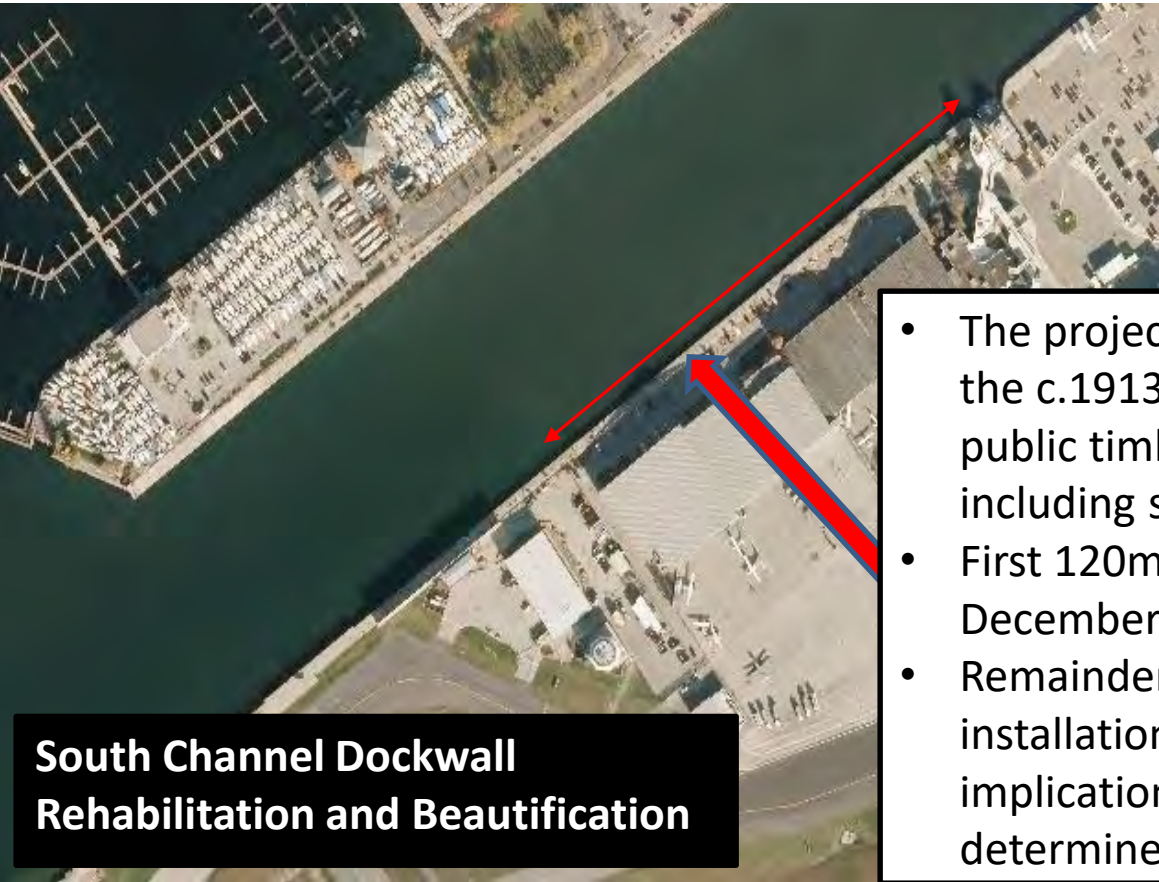 • The projec
the c.1913
public timb
including s
• First 120m
December
• Remainder
installation
implication
determine
South Channel Dockwall
Rehabilitation and Beautification